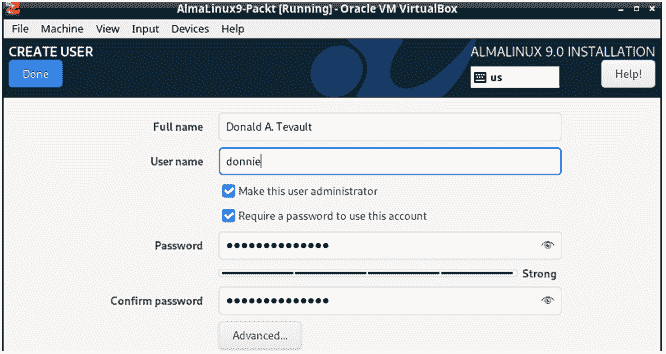 AlmaLinux9-Packt [Running] - Oracle VM VirtualBox
File Machine View Input Devices Help
CREATE USER
ALMALINUX 9.0 INSTALLATION
Done
us
Help!
Full name
Donald A. Tevault
User name
donnie
Make this user administrator
Require a password to use this account
Password
●●●●●●●●●●●●●●
Strong
Confirm password
●●●●●●●●●●●●●●
Advanced...